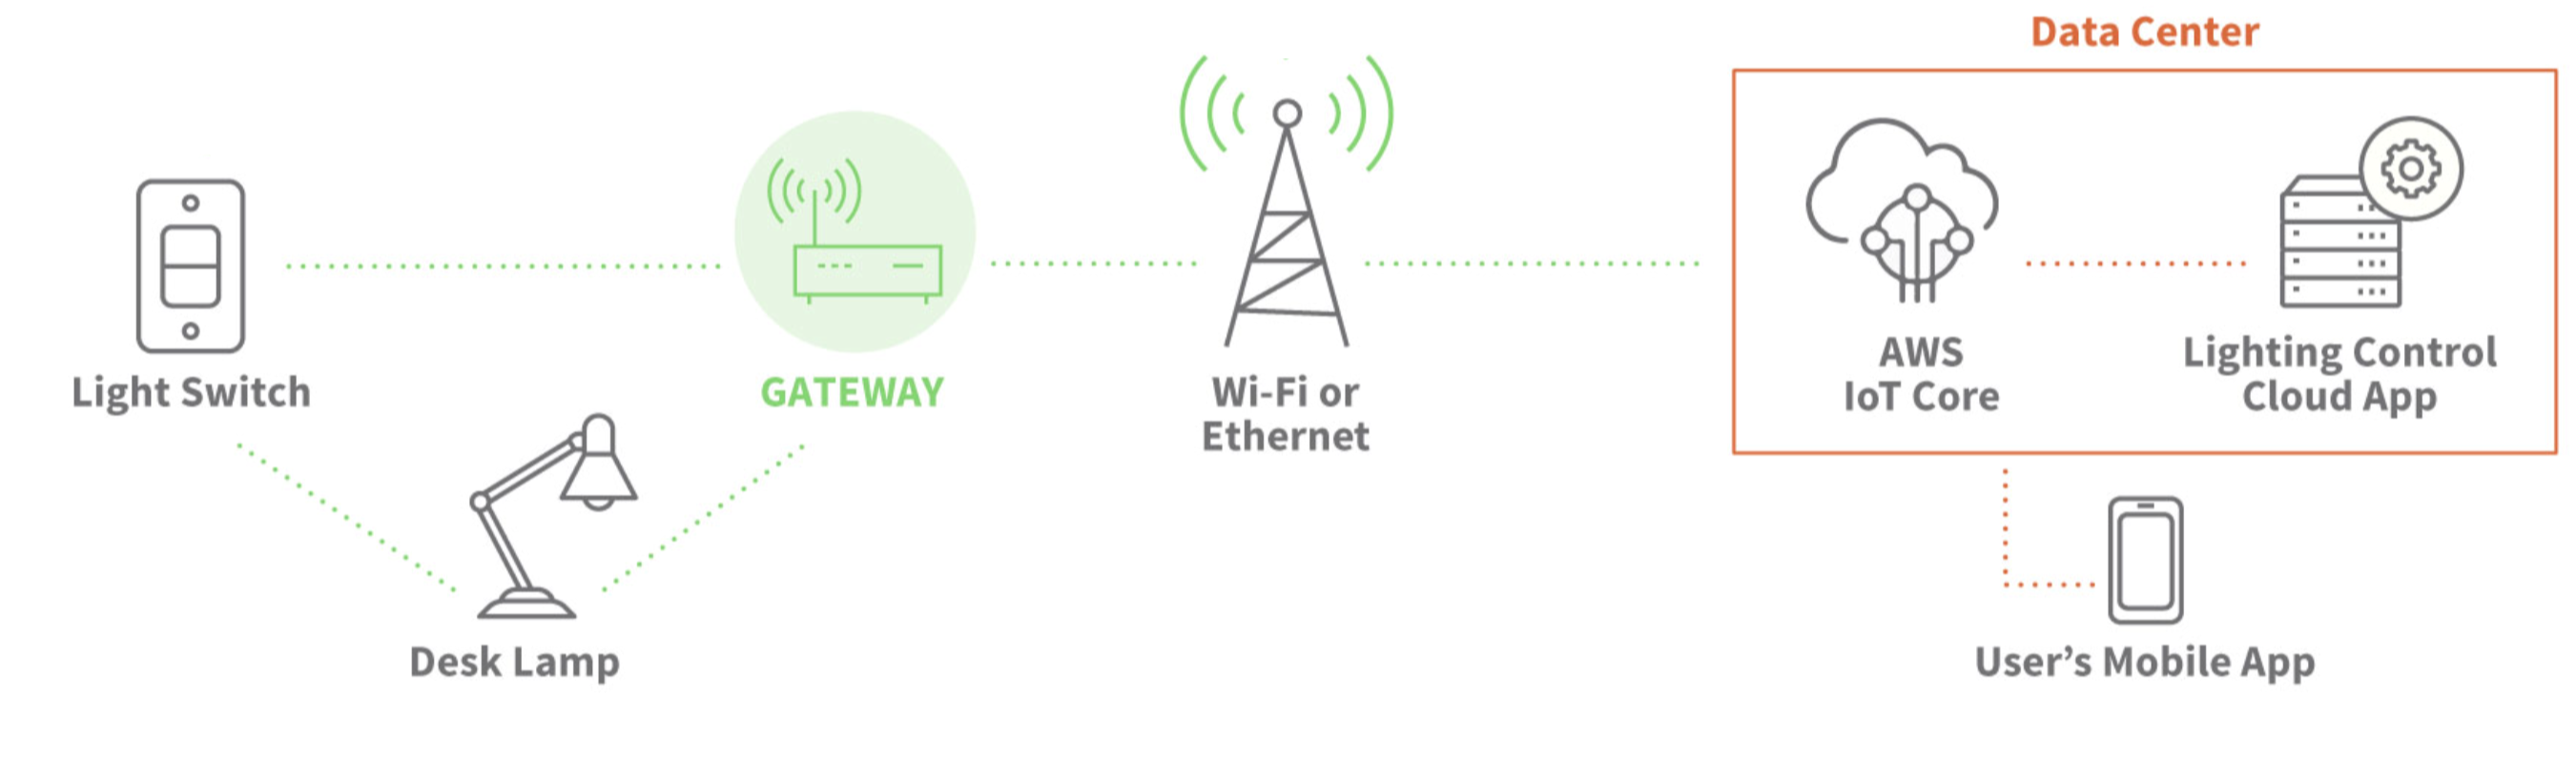 Data Center
Light Switch
GATEWAY
Wi-Fi or
Ethernet
AWS
IoT Core
Lighting Control
Cloud App
Desk Lamp
User’s Mobile App